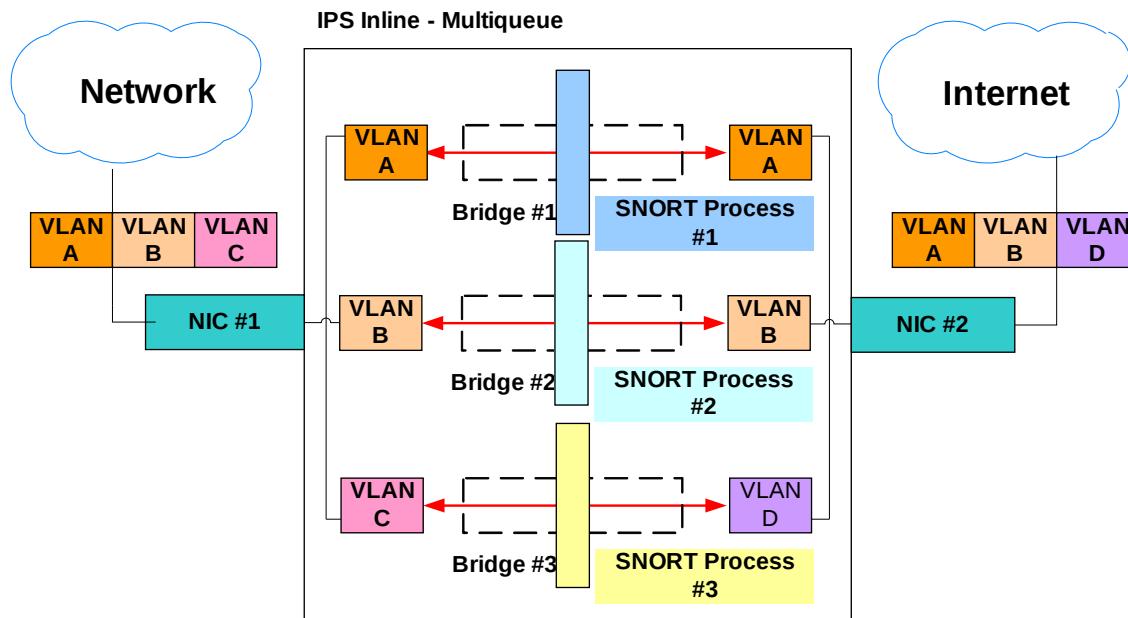 IPS Inline - Multiqueue
Network
Internet
VLAN
A
VLAN
B
VLAN
C
NIC #1
VLAN
A
VLAN
A
Bridge #1
SNORT Process
#1
VLAN
B
VLAN
B
Bridge #2
SNORT Process
#2
VLAN
C
VLAN
D
Bridge #3
SNORT Process
#3
VLAN
A
VLAN
B
VLAN
D
NIC #2